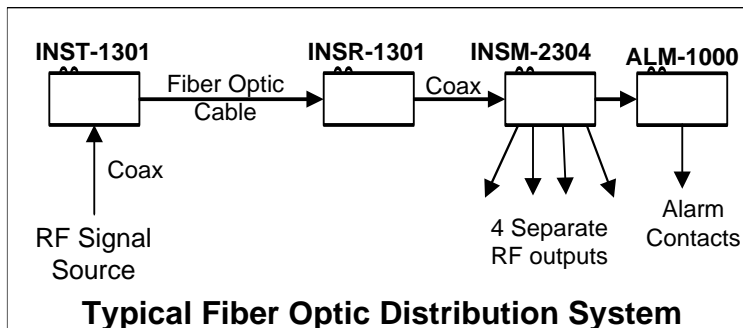 INST-1301
INSR-1301
INSM-2304
ALM-1000
Fiber Optic
Cable
Coax
Coax
RF Signal
Source
4 Separate
RF outputs
Alarm
Contacts
Typical Fiber Optic Distribution System